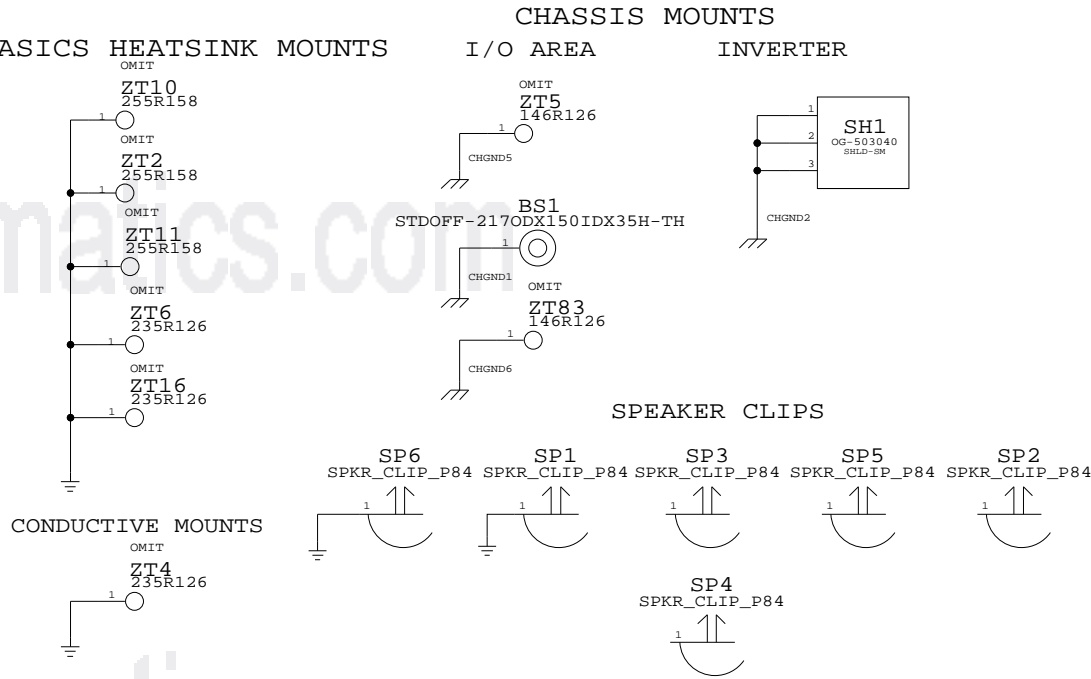 CHASSIS MOUNTS
ASICS HEATSINK MOUNTS
I/O AREA
INVERTER
OMIT
ZT10
255R158
1
OMIT
ZT2
255R158
1
OMIT
ZT11
255R158
1
OMIT
ZT6
235R126
1
OMIT
ZT16
235R126
1
OMIT
ZT5
146R126
1
CHGND5
BS1
STDOFF-217ODX150IDX35H-TH
1
CHGND1
OMIT
ZT83
146R126
1
CHGND6
1
2
3
SH1
OG-503040
SHLD-SM
CHGND2
matics.com
SPEAKER CLIPS
SP6
SPKR_CLIP_P84
1
SP1
SPKR_CLIP_P84
1
SP3
SPKR_CLIP_P84
1
SP5
SPKR_CLIP_P84
1
SP2
SPKR_CLIP_P84
1
CONDUCTIVE MOUNTS
OMIT
ZT4
235R126
1
SP4
SPKR_CLIP_P84
1